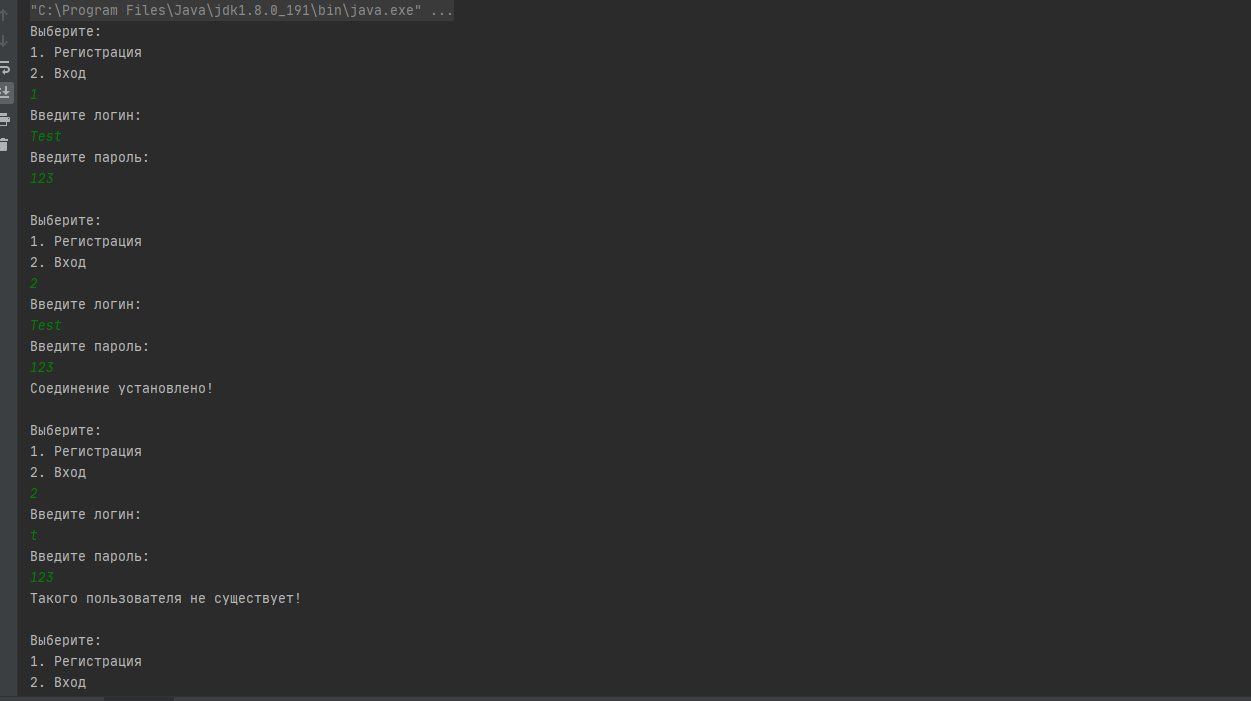 "C:\Program Files\Java\jdk1.8.0_191\bin\java.exe" ...
Выберите:
1. Регистрация
2. Вход
1
Введите логин:
Test
Введите пароль:
123
Выберите:
1. Регистрация
2. Вход
2
Введите логин:
Test
Введите пароль:
123
Соединение установлено!
Выберите:
1. Регистрация
2. Вход
2
Введите логин:
t
Введите пароль:
123
Такого пользователя не существует!
Выберите:
1. Регистрация
2. Вход